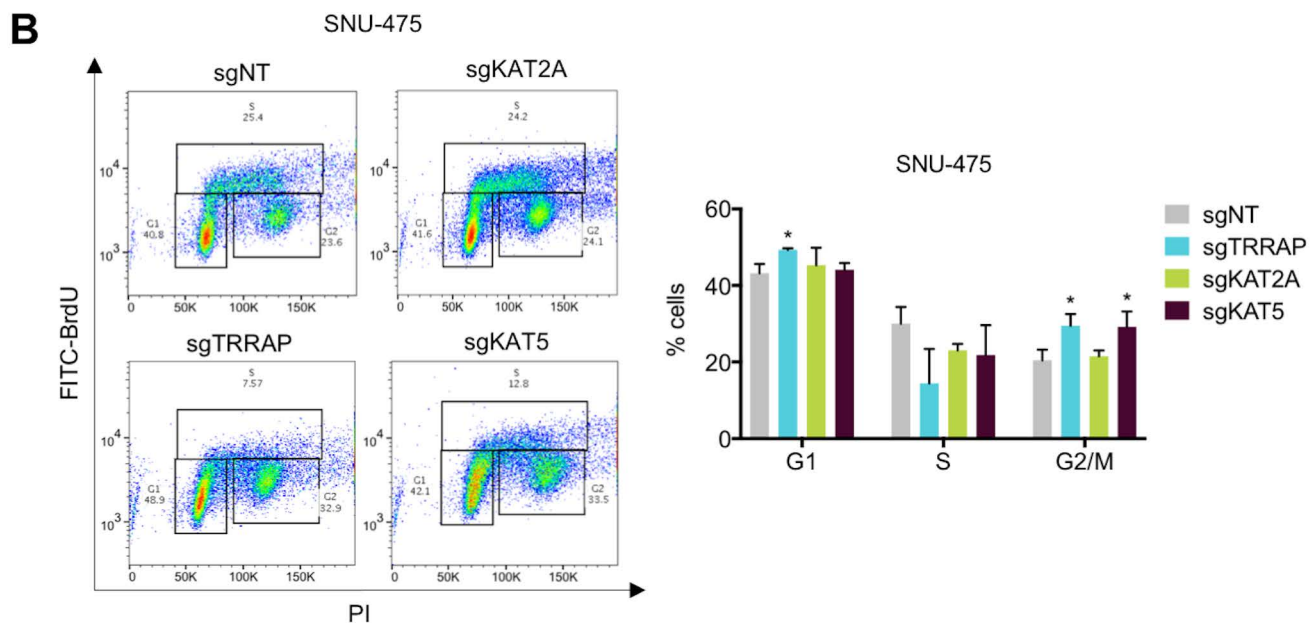 B
SNU-475
sgNT
S
25.4
G1
40.8
G2
23.6
10^4
10^3
0 50K 100K 150K
sgKAT2A
S
24.2
G1
41.6
G2
24.1
10^4
10^3
0 50K 100K 150K
sgTRRAP
S
7.57
G1
48.9
G2
32.9
10^4
10^3
0 50K 100K 150K
sgKAT5
S
12.8
G1
42.1
G2
33.5
10^4
10^3
0 50K 100K 150K
FITC-BrdU
PI
SNU-475
% cells
60
40
20
0
* * *
G1 S G2/M
sgNT
sgTRRAP
sgKAT2A
sgKAT5